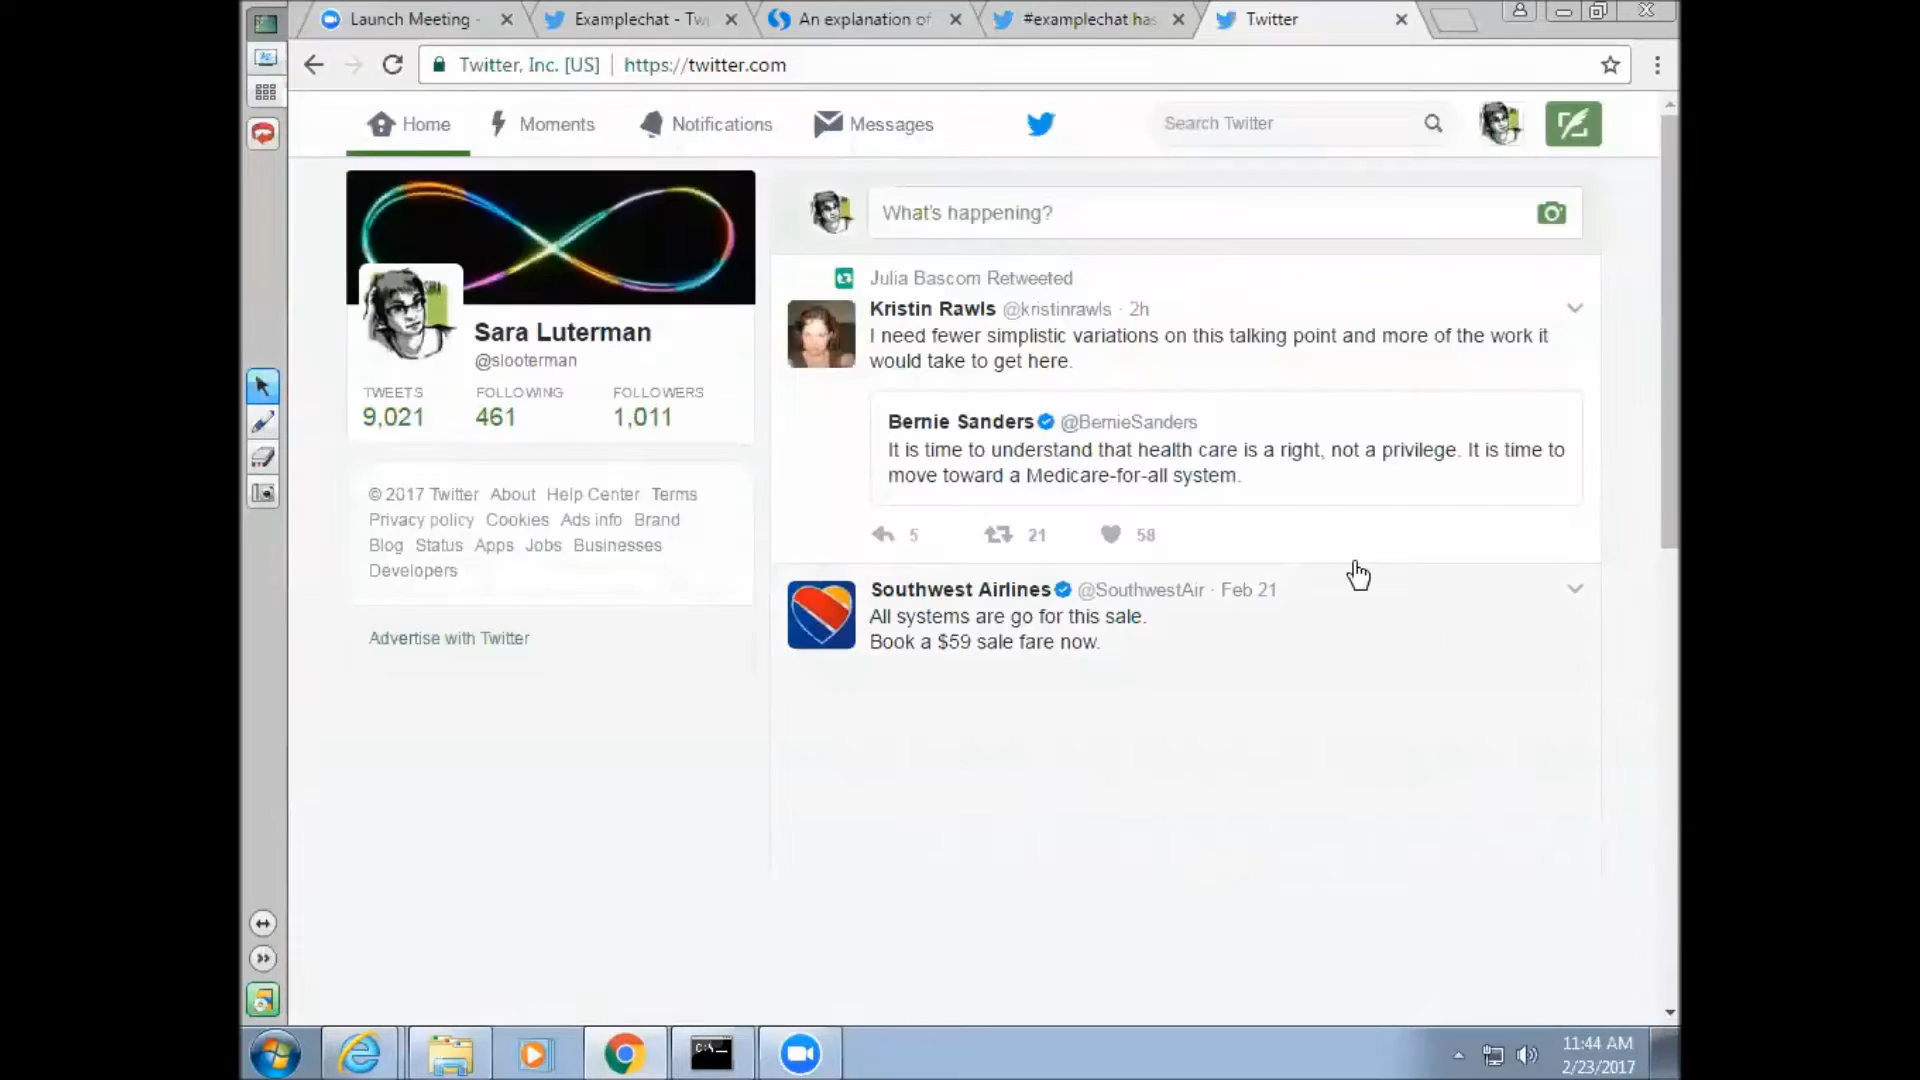 Launch Meeting -
Examplechat - Tw
An explanation of
#examplechat has
Twitter
Twitter, Inc. [US]
https://twitter.com
Home
Moments
Notifications
Messages
Search Twitter
What's happening?
Sara Luterman
@slooterman
TWEETS FOLLOWING FOLLOWERS
9,021 461 1,011
© 2017 Twitter About Help Center Terms
Privacy policy Cookies Ads info Brand
Blog Status Apps Jobs Businesses
Developers
Advertise with Twitter
Julia Bascom Retweeted
Kristin Rawls @kristinrawls · 2h
I need fewer simplistic variations on this talking point and more of the work it
would take to get here.
Bernie Sanders @BernieSanders
It is time to understand that health care is a right, not a privilege. It is time to
move toward a Medicare-for-all system.
5 21 58
Southwest Airlines @SouthwestAir · Feb 21
All systems are go for this sale.
Book a $59 sale fare now.
C:\_
11:44 AM
2/23/2017